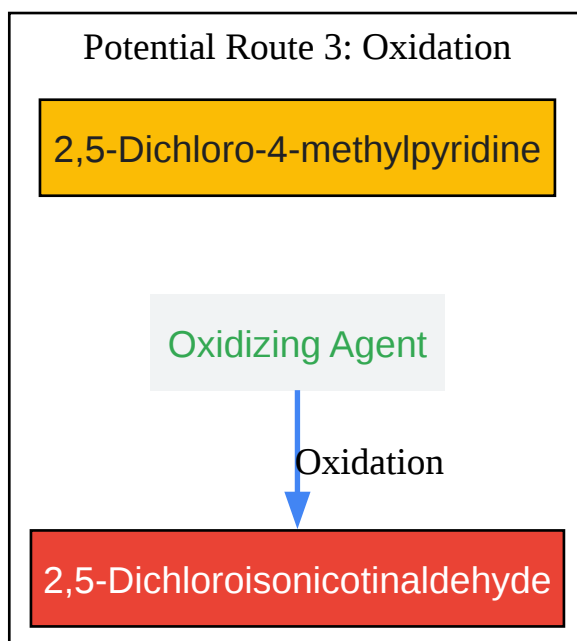 Potential Route 3: Oxidation
2,5-Dichloro-4-methylpyridine
Oxidizing Agent
Oxidation
2,5-Dichloroisonicotinaldehyde